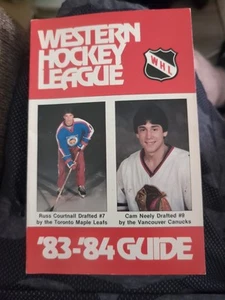 WESTERN
HOCKEY
LEAGUE
WHL
Russ Courtnall Drafted #7
by the Toronto Maple Leafs
Cam Neely Drafted #9
by the Vancouver Canucks
'83-'84 GUIDE